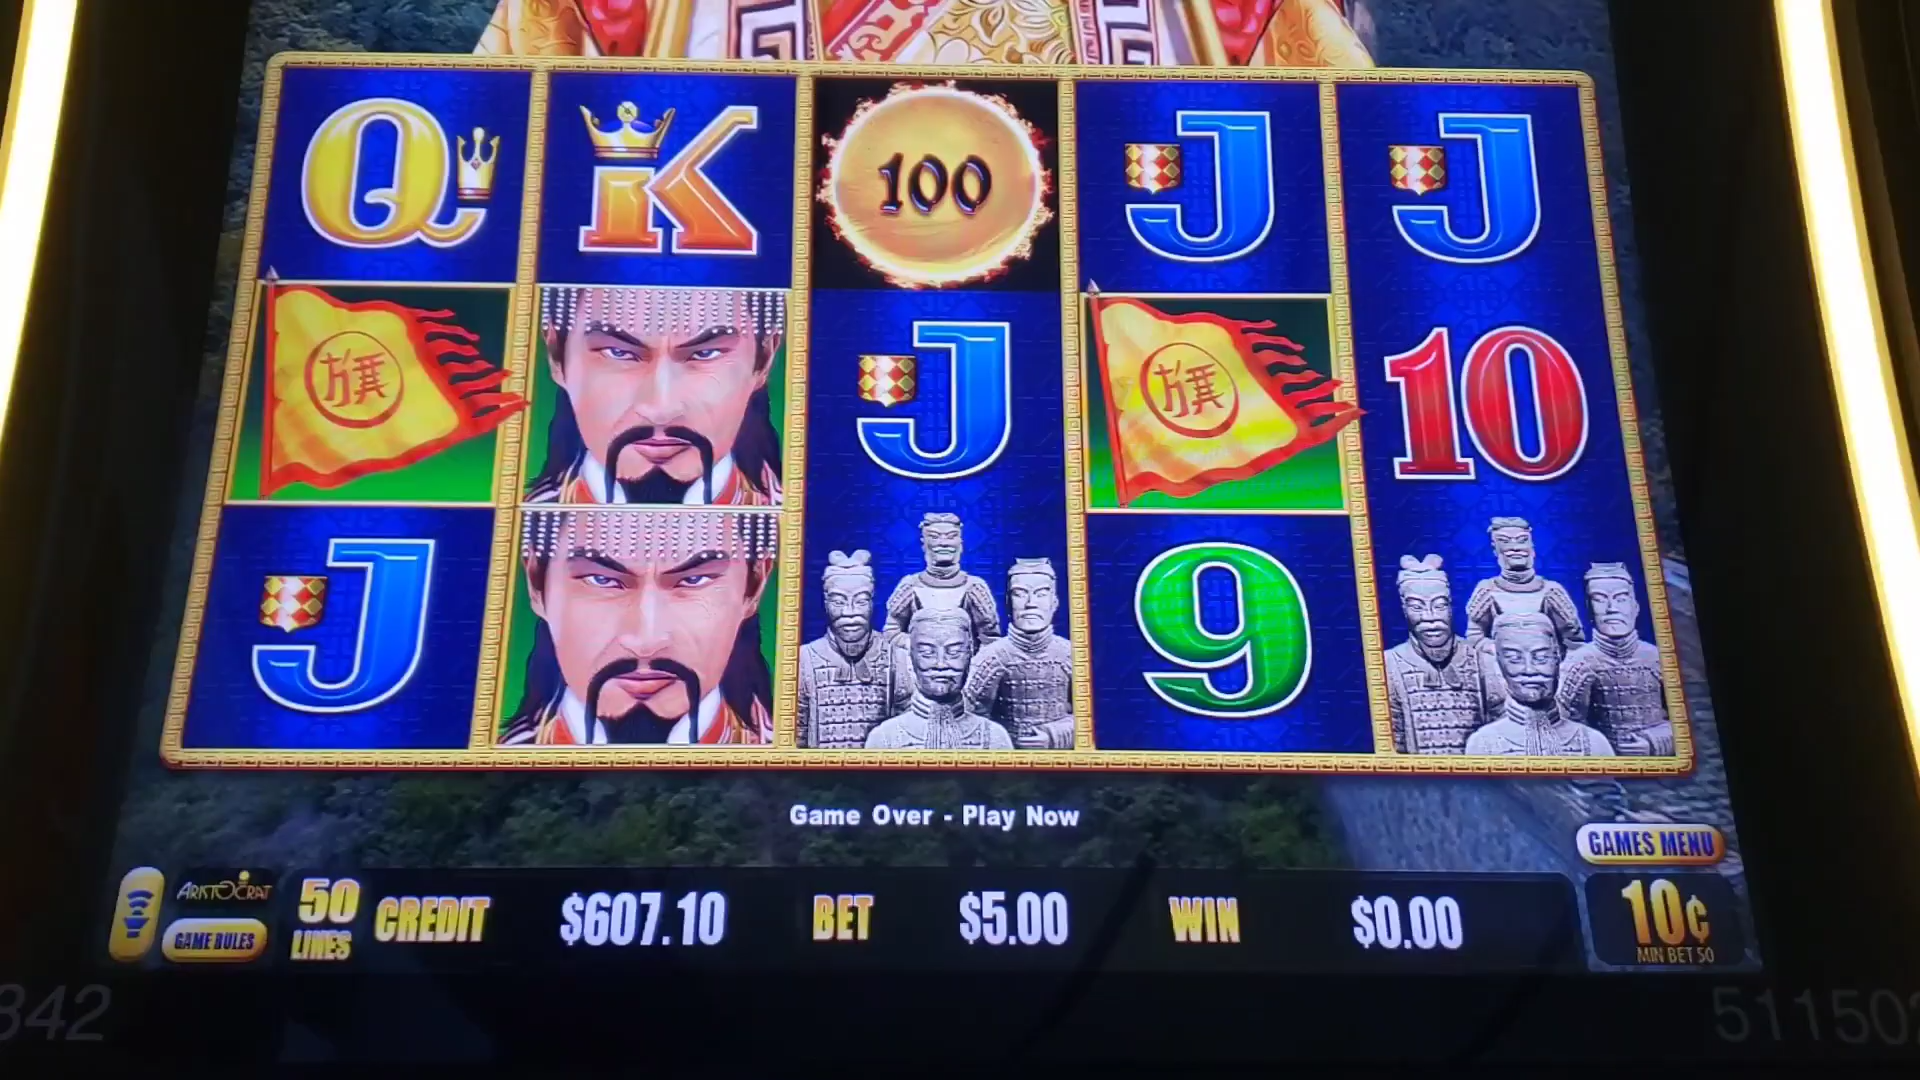 Q K 100 J J
旗 J 旗 10
J 9
Game Over - Play Now
GAMES MENU
ARISTOCRAT
GAME RULES
50 LINES CREDIT $607.10 BET $5.00 WIN $0.00
10¢
MIN BET 50
342
511502